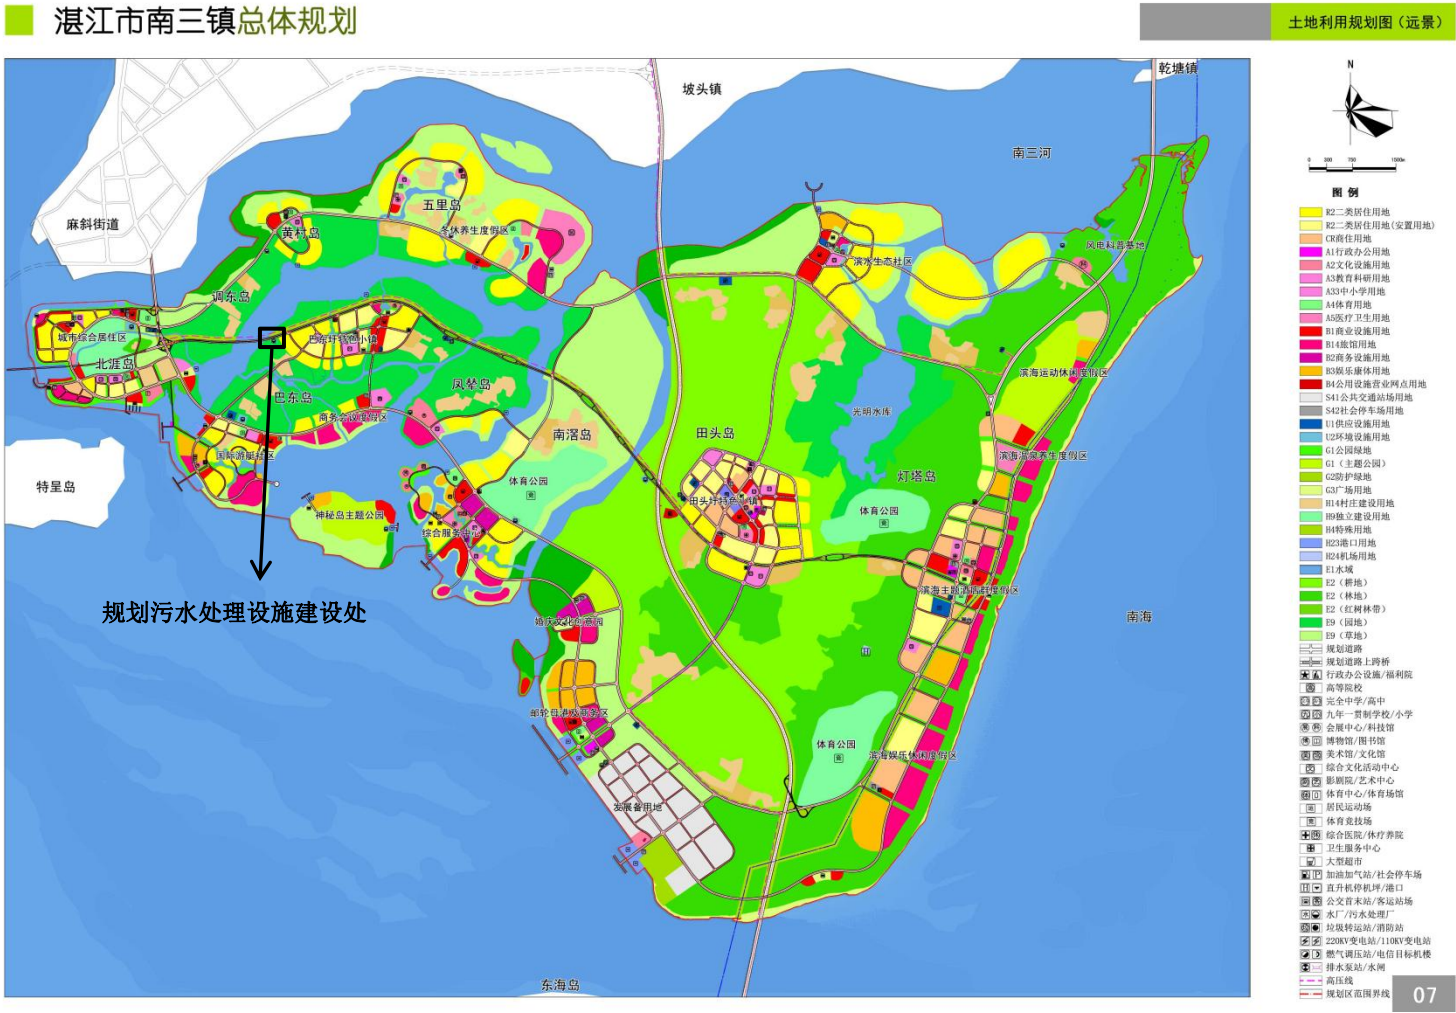 湛江市南三镇总体规划
土地利用规划图（远景）
乾塘镇
坡头镇
南三河
麻斜街道
五里岛
冬休养生度假区
黄村岛
风电科普基地
滨水生态社区
调东岛
城市综合居住区
巴东圩特色小镇
北涯岛
滨海运动休闲度假区
凤辇岛
巴东岛
光明水库
商务会议度假区
南滘岛
田头岛
国际游艇社区
滨海温泉养生度假区
灯塔岛
特呈岛
体育公园
田头圩特色小镇
神秘岛主题公园
体育公园
综合服务中心
滨海主题酒店群度假区
规划污水处理设施建设处
婚庆文化创意园
南海
邮轮母港及商务区
体育公园
滨海娱乐休闲度假区
发展备用地
东海岛
N
0 300 750 1500m
图 例
R2二类居住用地
R2二类居住用地(安置用地)
CR商住用地
A1行政办公用地
A2文化设施用地
A3教育科研用地
A33中小学用地
A4体育用地
A5医疗卫生用地
B1商业设施用地
B14旅馆用地
B2商务设施用地
B3娱乐康体用地
B4公用设施营业网点用地
S41公共交通站场用地
S42社会停车场用地
U1供应设施用地
U2环境设施用地
G1公园绿地
G1（主题公园）
G2防护绿地
G3广场用地
H14村庄建设用地
H9独立建设用地
H4特殊用地
H23港口用地
H24机场用地
E1水域
E2（耕地）
E2（林地）
E2（红树林带）
E9（园地）
E9（草地）
规划道路
规划道路上跨桥
行政办公设施/福利院
高等院校
完全中学/高中
九年一贯制学校/小学
会展中心/科技馆
博物馆/图书馆
美术馆/文化馆
综合文化活动中心
影剧院/艺术中心
体育中心/体育场馆
居民运动场
体育竞技场
综合医院/休疗养院
卫生服务中心
大型超市
加油加气站/社会停车场
直升机停机坪/港口
公交首末站/客运站场
水厂/污水处理厂
垃圾转运站/消防站
220KV变电站/110KV变电站
燃气调压站/电信目标机楼
排水泵站/水闸
高压线
规划区范围界线
07